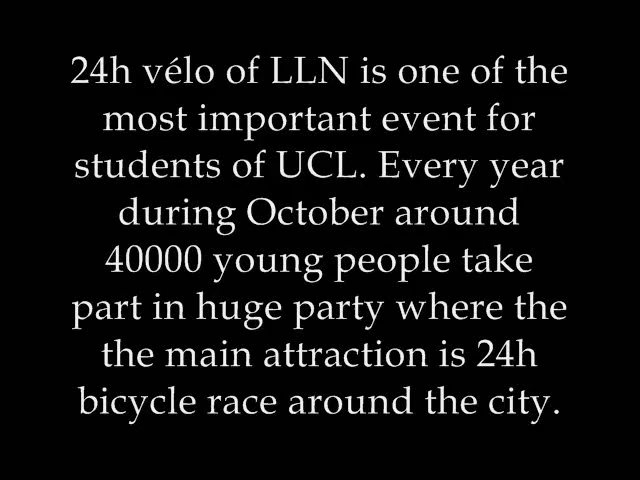 24h vélo of LLN is one of the
most important event for
students of UCL. Every year
during October around
40000 young people take
part in huge party where the
the main attraction is 24h
bicycle race around the city.